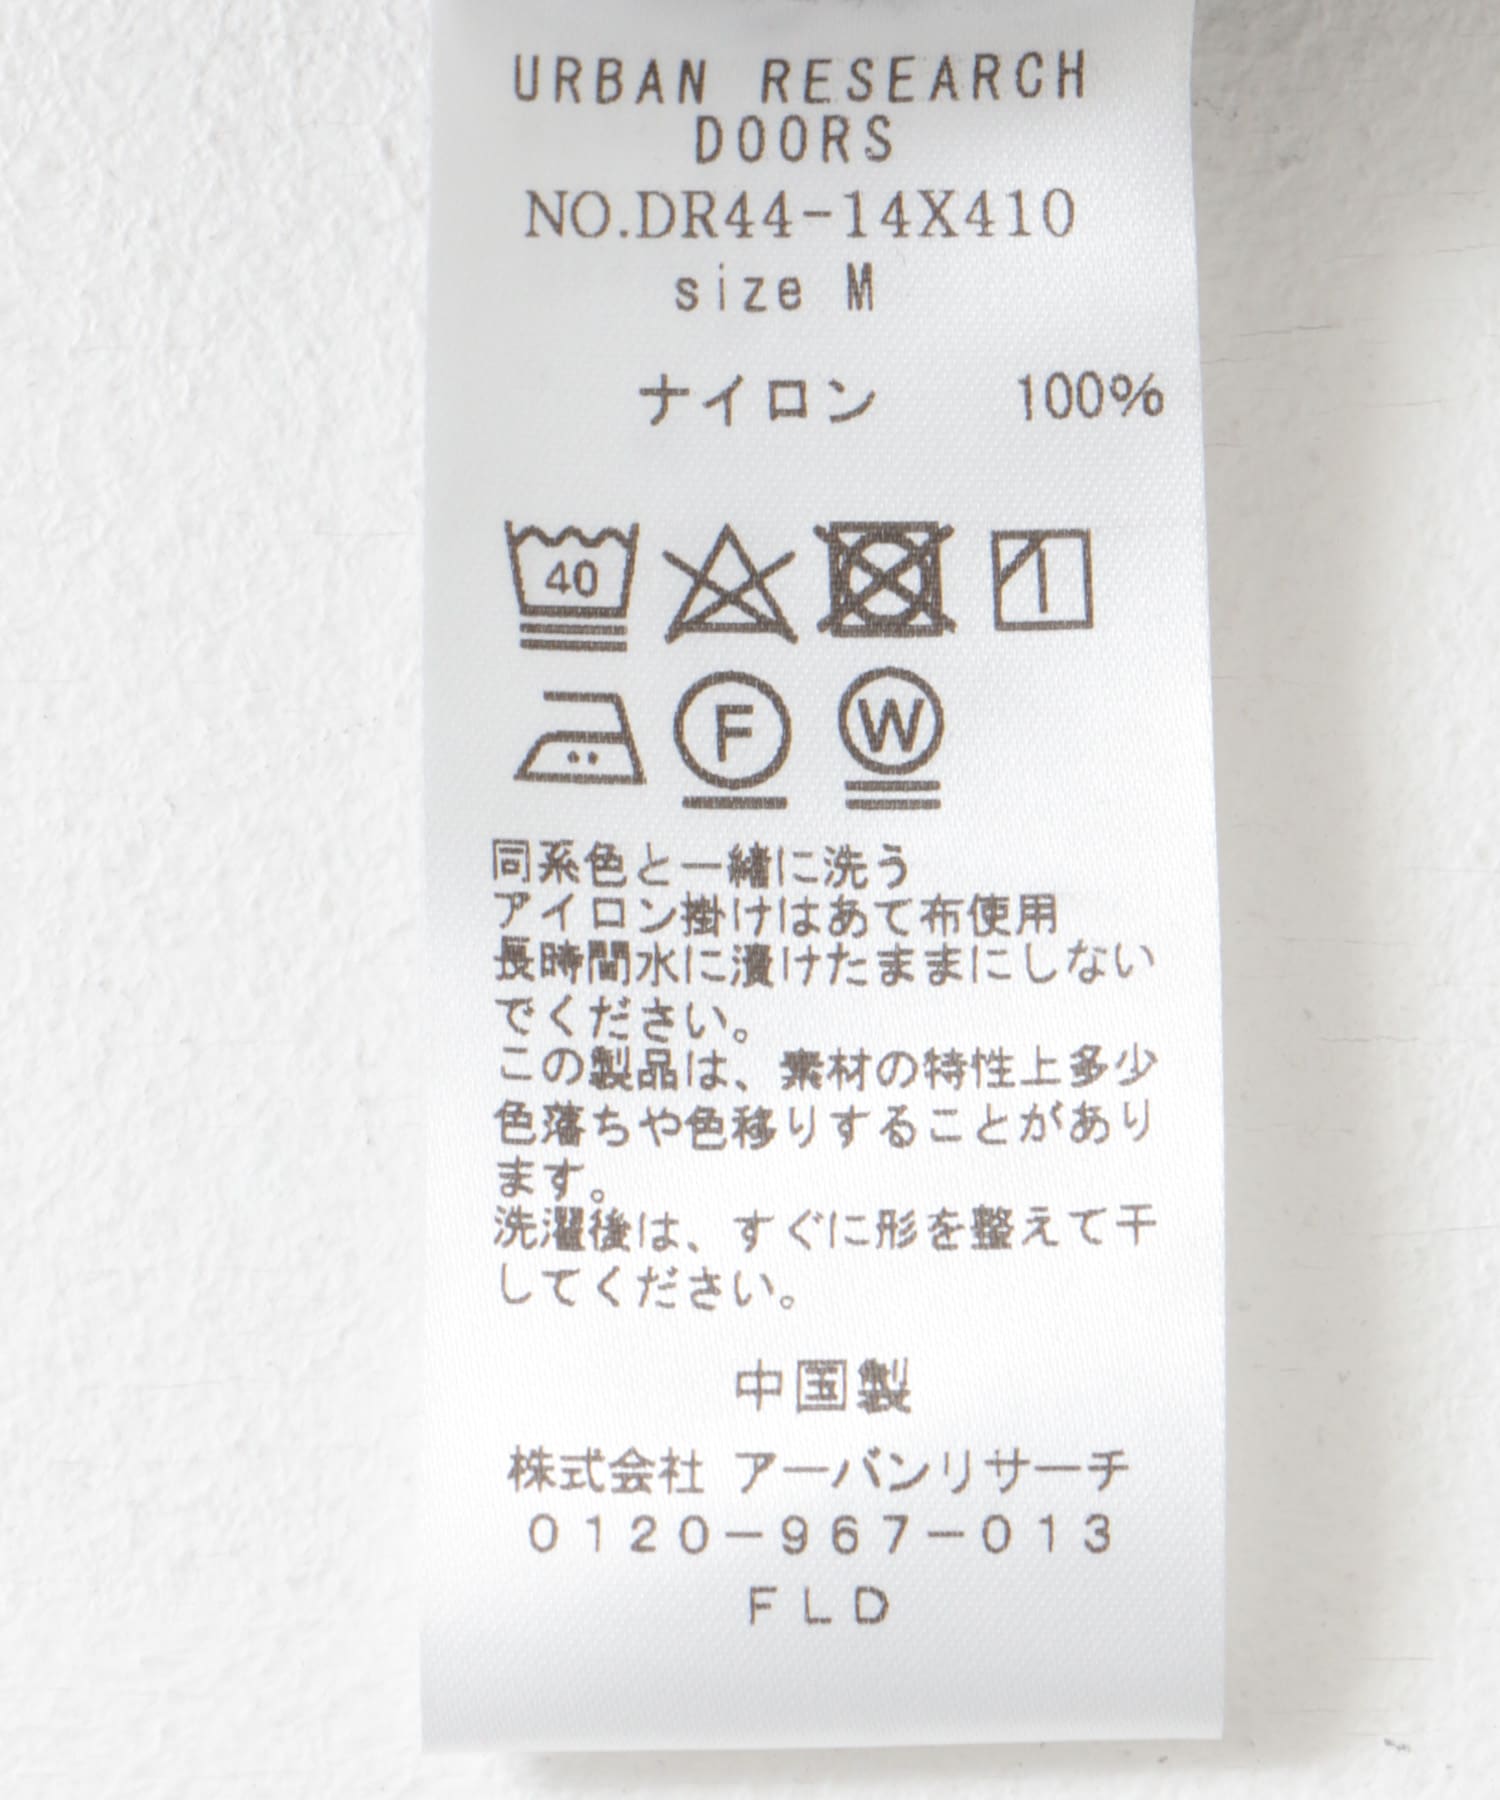 URBAN RESEARCH
DOORS
NO.DR44-14X410
size M
ナイロン 100%
40
F W
同系色と一緒に洗う
アイロン掛けはあて布使用
長時間水に漬けたままにしない
でください。
この製品は、素材の特性上多少
色落ちや色移りすることがあり
ます。
洗濯後は、すぐに形を整えて干
してください。
中国製
株式会社 アーバンリサーチ
0120-967-013
FLD